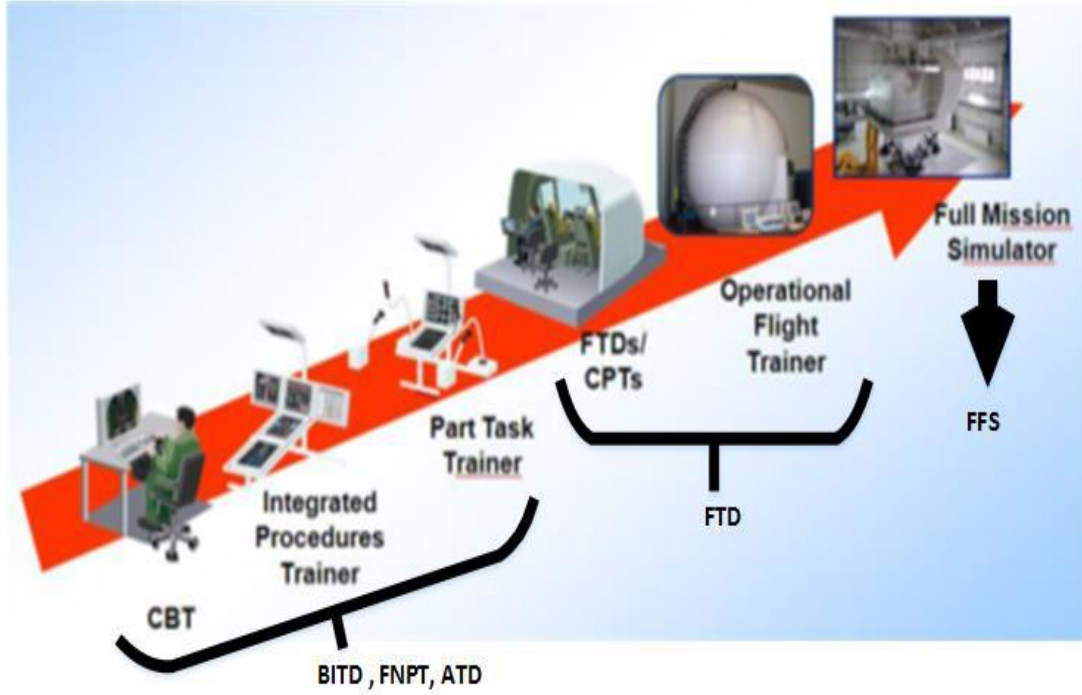 CBT
Integrated
Procedures
Trainer
Part Task
Trainer
FTDs/
CPTs
Operational
Flight
Trainer
Full Mission
Simulator
BITD , FNPT, ATD
FTD
FFS